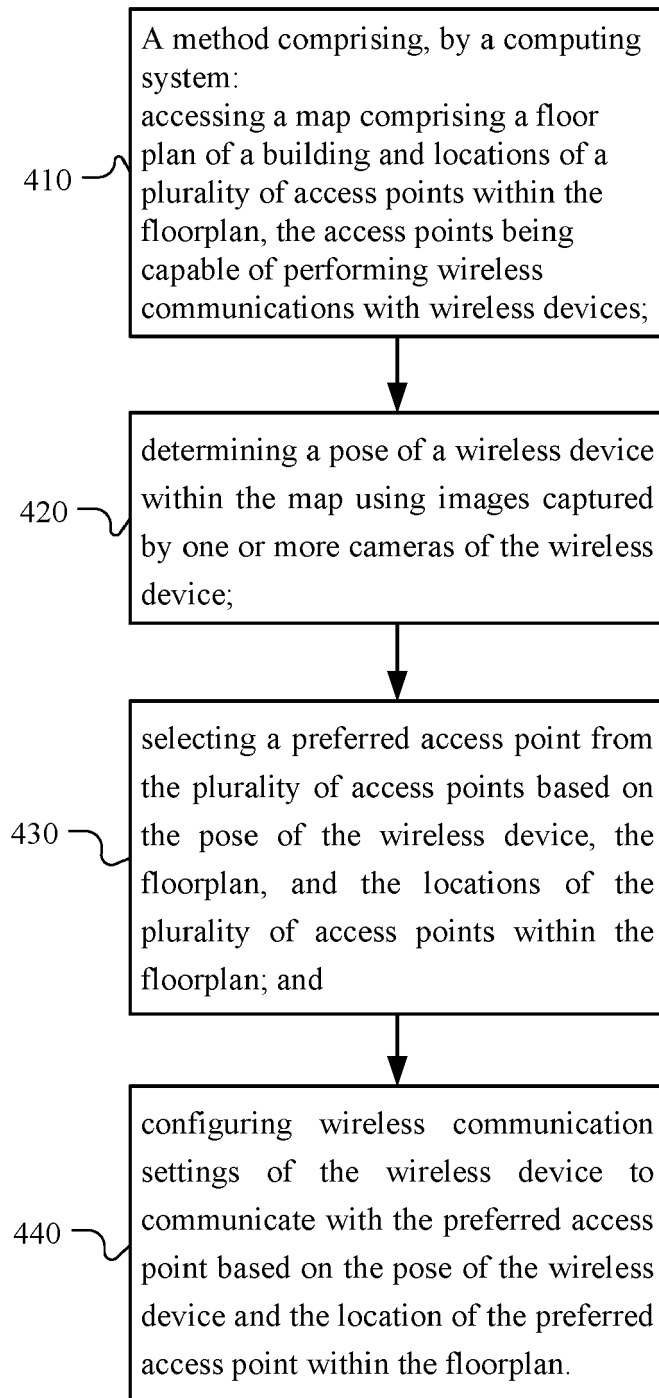 A method comprising, by a computing
system:
accessing a map comprising a floor
plan of a building and locations of a
plurality of access points within the
floorplan, the access points being
capable of performing wireless
communications with wireless devices;
410
determining a pose of a wireless device
within the map using images captured
by one or more cameras of the wireless
device;
420
selecting a preferred access point from
the plurality of access points based on
the pose of the wireless device, the
floorplan, and the locations of the
plurality of access points within the
floorplan; and
430
configuring wireless communication
settings of the wireless device to
communicate with the preferred access
point based on the pose of the wireless
device and the location of the preferred
access point within the floorplan.
440